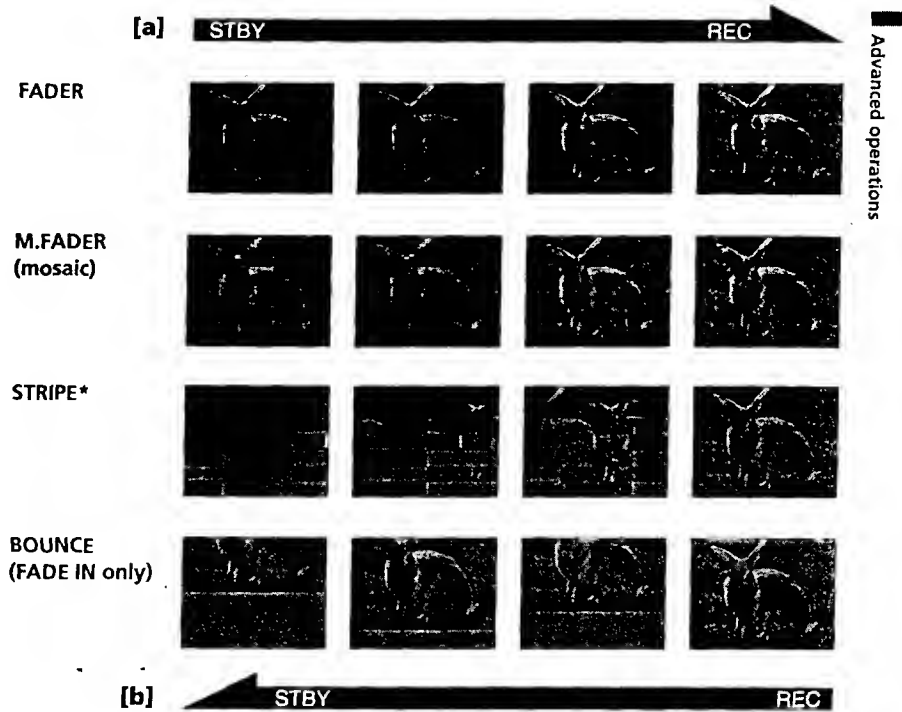 [a] STBY REC
Advanced operations
FADER
M.FADER
(mosaic)
STRIPE*
BOUNCE
(FADE IN only)
[b] STBY REC